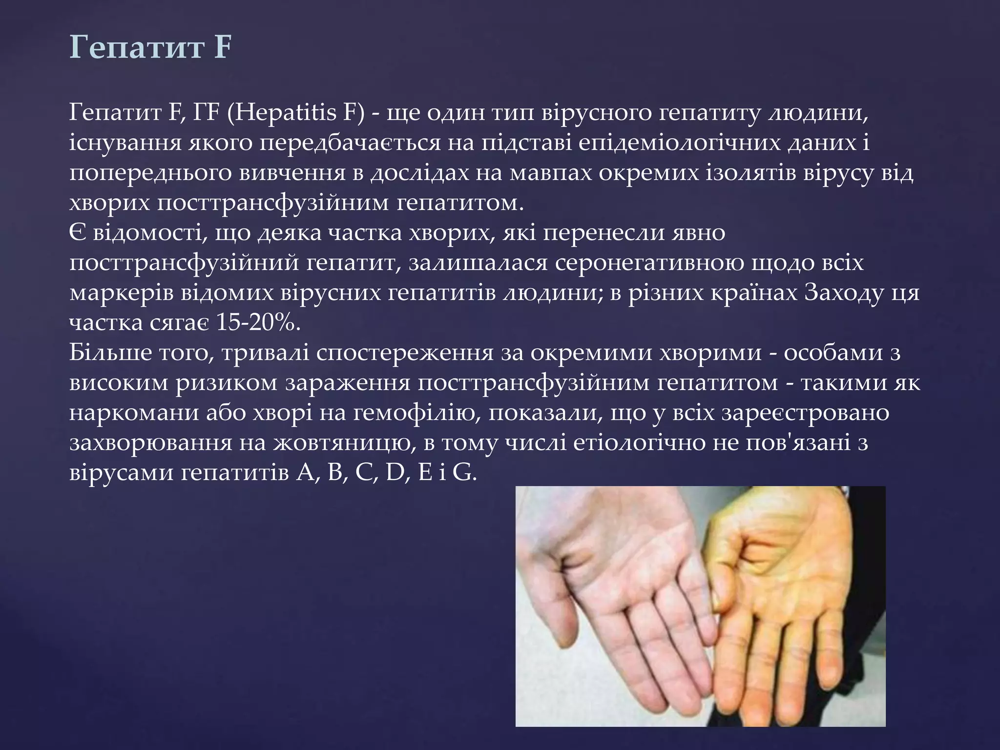 Гепатит F
Гепатит F, ГF (Hepatitis F) - ще один тип вірусного гепатиту людини,
існування якого передбачається на підставі епідеміологічних даних і
попереднього вивчення в дослідах на мавпах окремих ізолятів вірусу від
хворих посттрансфузійним гепатитом.
Є відомості, що деяка частка хворих, які перенесли явно
посттрансфузійний гепатит, залишалася серонегативною щодо всіх
маркерів відомих вірусних гепатитів людини; в різних країнах Заходу ця
частка сягає 15-20%.
Більше того, тривалі спостереження за окремими хворими - особами з
високим ризиком зараження посттрансфузійним гепатитом - такими як
наркомани або хворі на гемофілію, показали, що у всіх зареєстровано
захворювання на жовтяницю, в тому числі етіологічно не пов'язані з
вірусами гепатитів A, B, C, D, E і G.